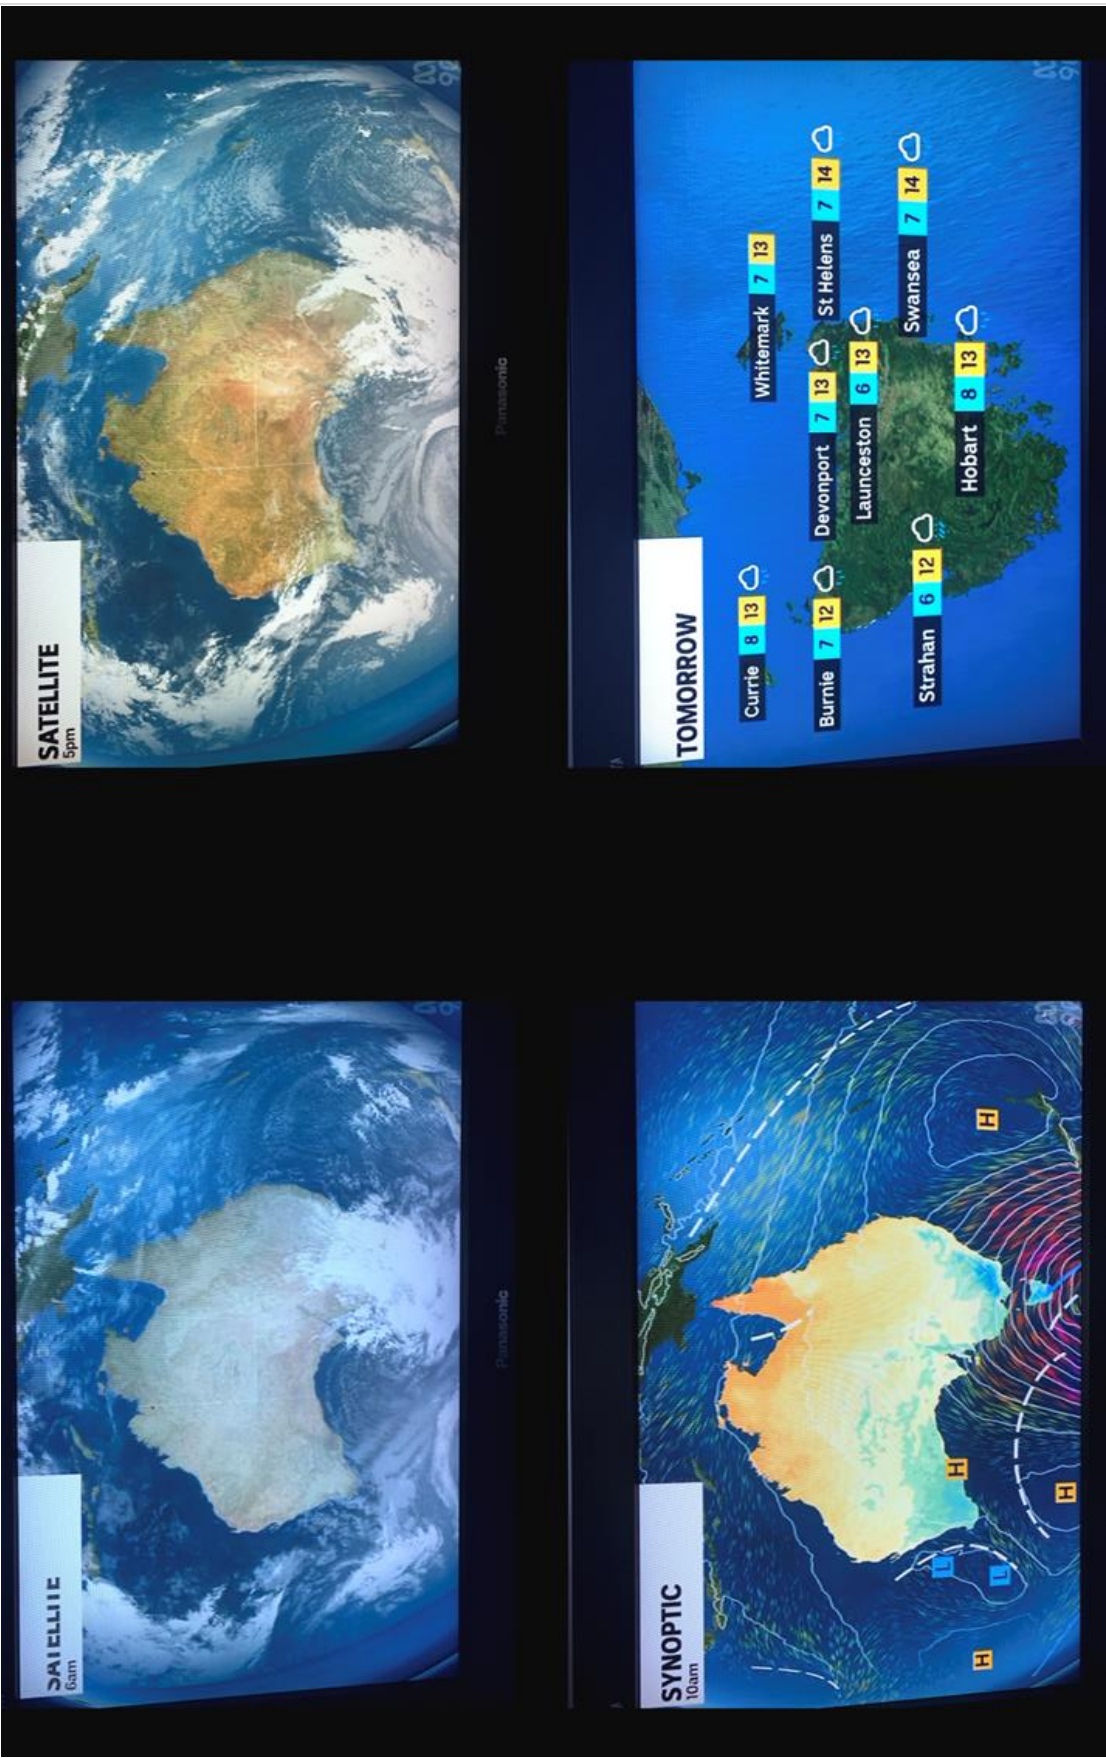 SATELLITE
6am
Panasonic
SATELLITE
5pm
Panasonic
SYNOPTIC
10am
L
H
H
H
L
H
TOMORROW
Currie 8 13
Whitemark 7 13
Burnie 7 12
Devonport 7 13
St Helens 7 14
Launceston 6 13
Swansea 7 14
Strahan 6 12
Hobart 8 13